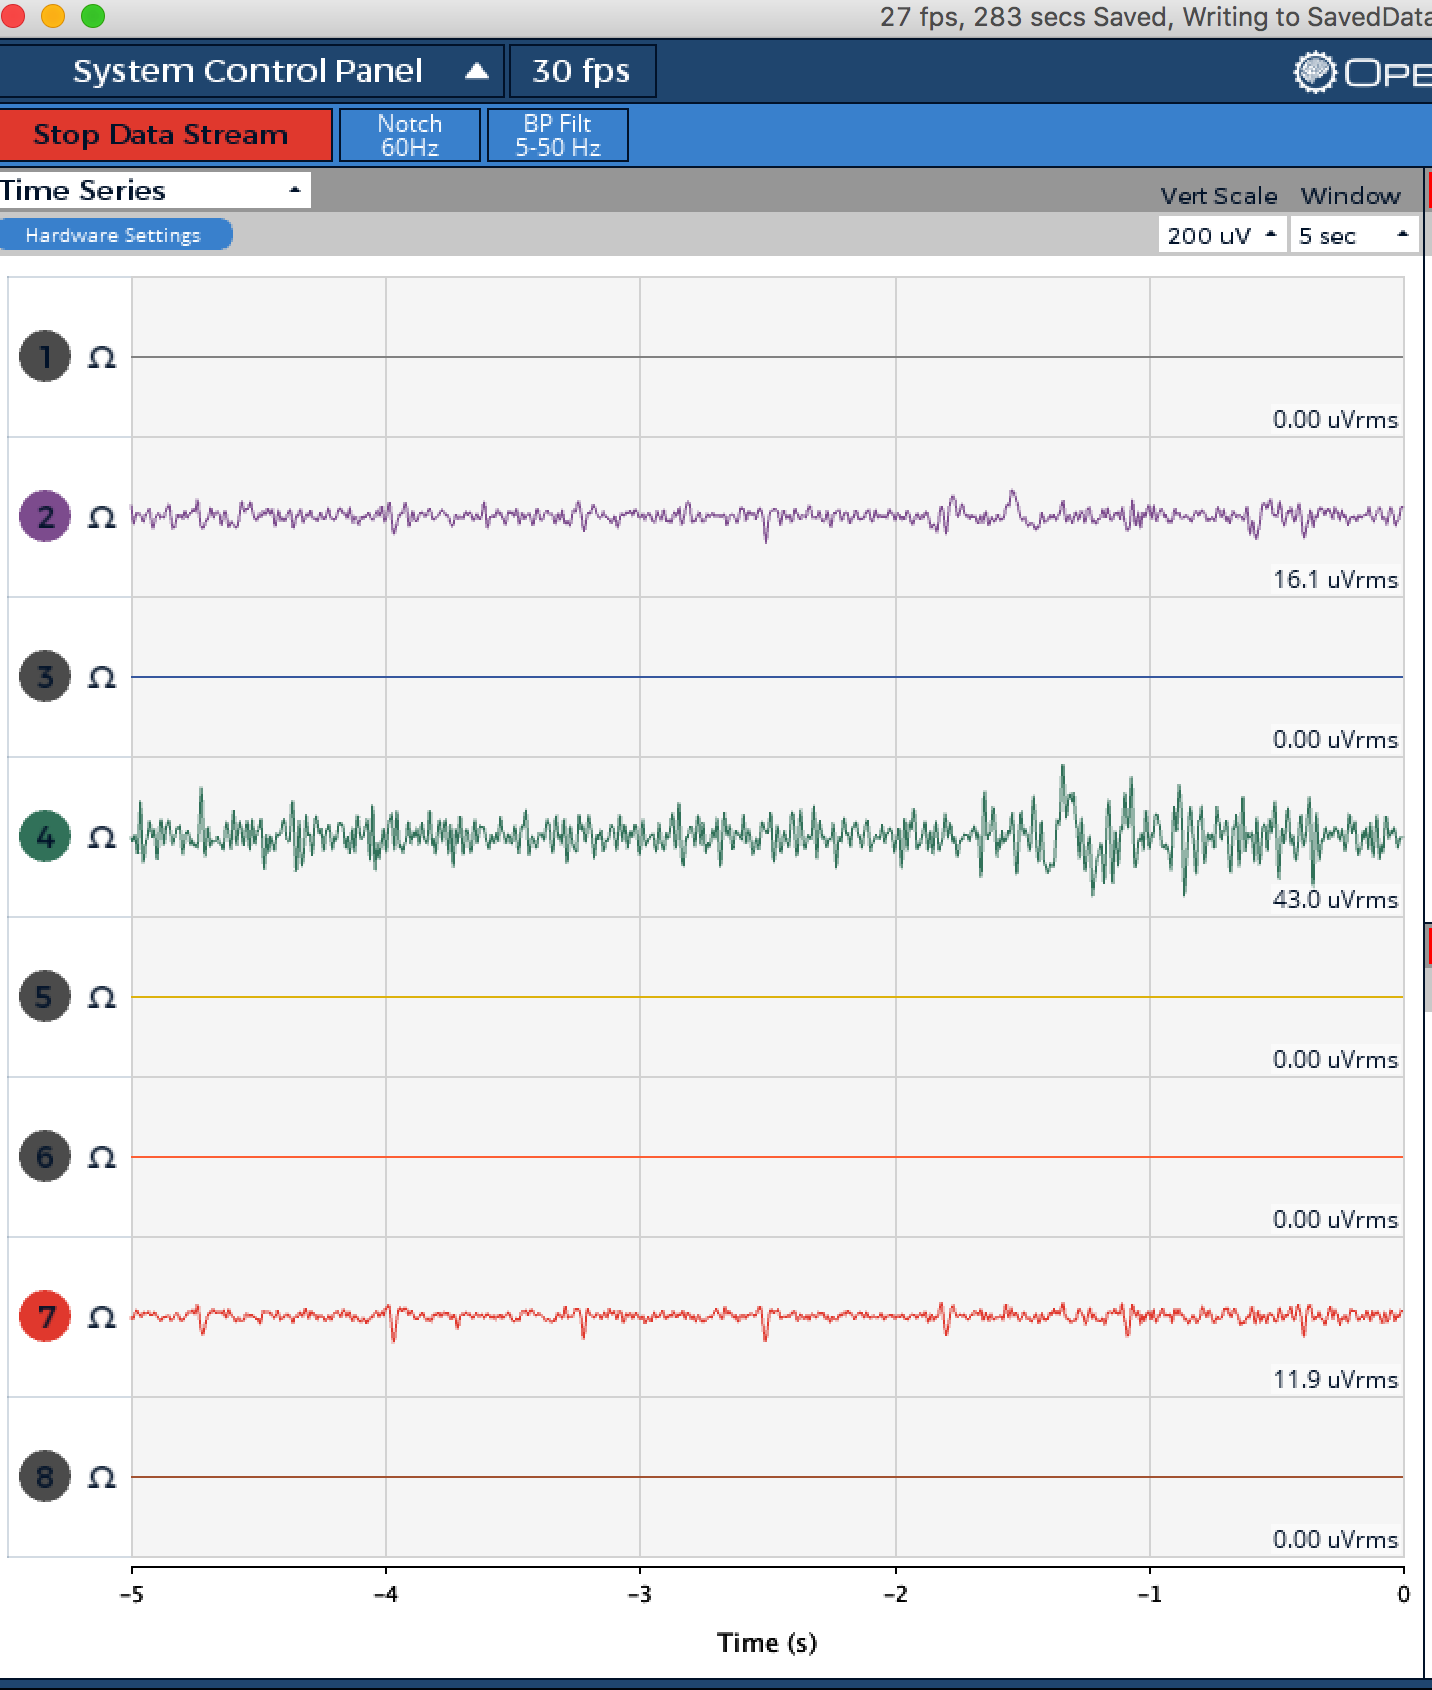 27 fps, 283 secs Saved, Writing to SavedData
System Control Panel
30 fps
OPE
Stop Data Stream
Notch
60Hz
BP Filt
5-50 Hz
Time Series
Vert Scale
Window
Hardware Settings
200 uV
5 sec
1 Ω
0.00 uVrms
2 Ω
16.1 uVrms
3 Ω
0.00 uVrms
4 Ω
43.0 uVrms
5 Ω
0.00 uVrms
6 Ω
0.00 uVrms
7 Ω
11.9 uVrms
8 Ω
0.00 uVrms
-5 -4 -3 -2 -1 0
Time (s)